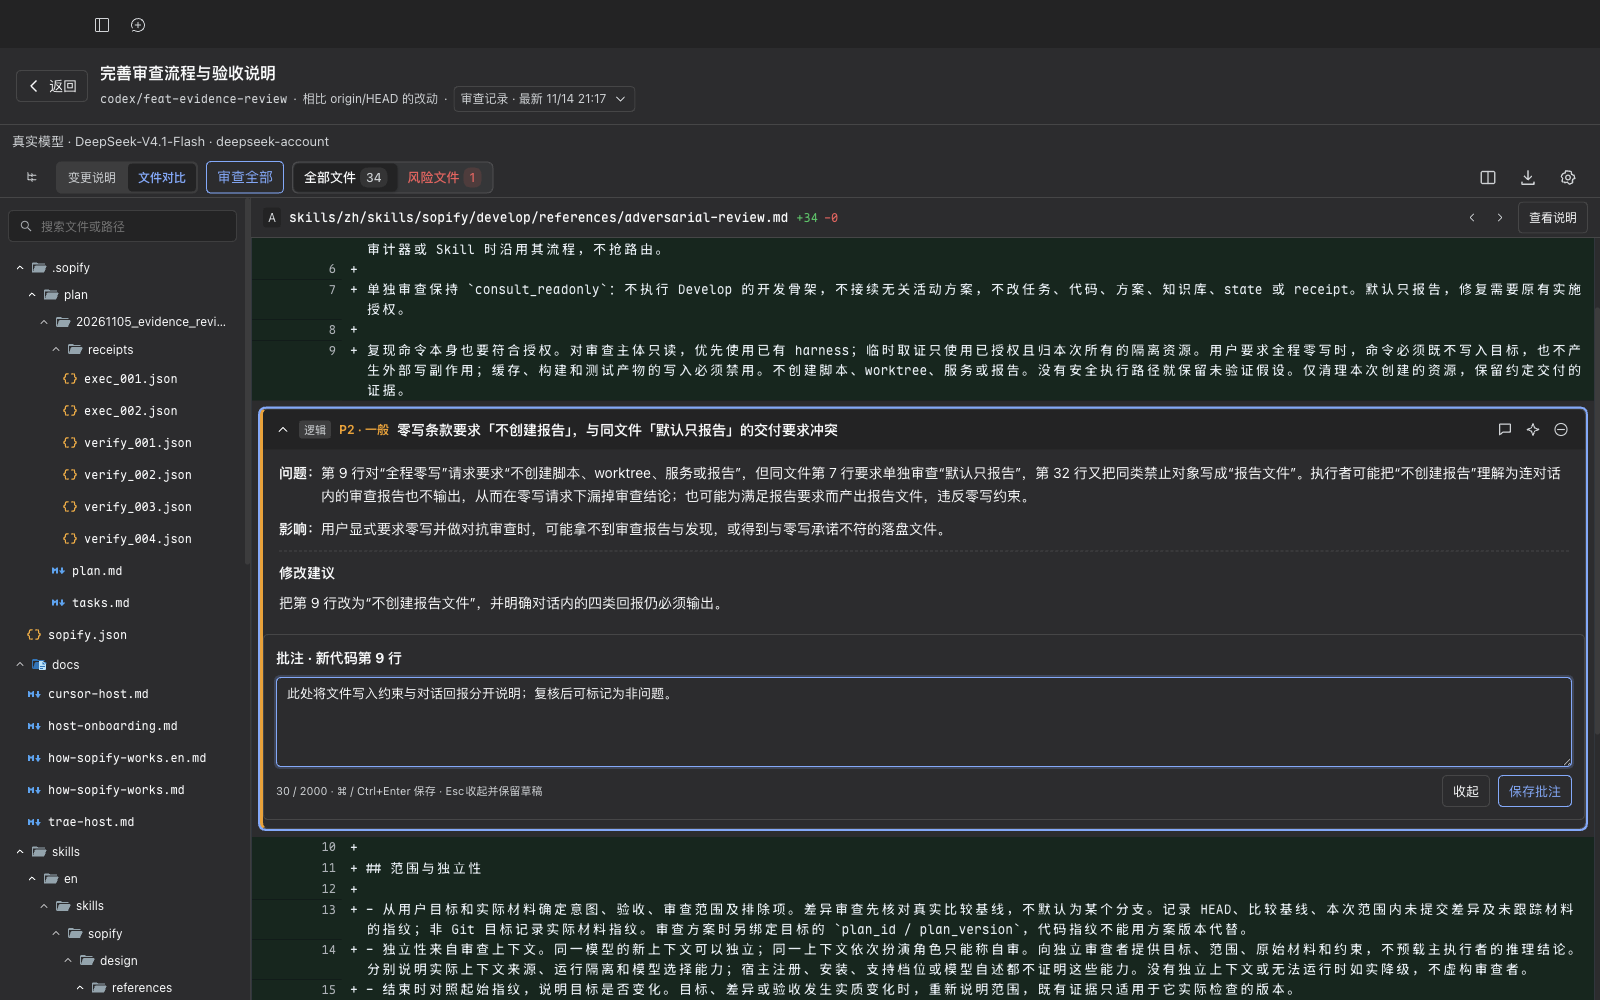 返回
完善审查流程与验收说明
codex/feat-evidence-review · 相比 origin/HEAD 的改动 ·
审查记录 · 最新 11/14 21:17
真实模型 · DeepSeek-V4.1-Flash · deepseek-account
变更说明
文件对比
审查全部
全部文件 34
风险文件 1
搜索文件或路径
.sopify
plan
20261105_evidence_revi...
receipts
exec_001.json
exec_002.json
verify_001.json
verify_002.json
verify_003.json
verify_004.json
plan.md
tasks.md
sopify.json
docs
cursor-host.md
host-onboarding.md
how-sopify-works.en.md
how-sopify-works.md
trae-host.md
skills
en
skills
sopify
design
references
A skills/zh/skills/sopify/develop/references/adversarial-review.md +34 -0
查看说明
审计器或 Skill 时沿用其流程，不抢路由。
6 +
7 + 单独审查保持 `consult_readonly`：不执行 Develop 的开发骨架，不接续无关活动方案，不改任务、代码、方案、知识库、state 或 receipt。默认只报告，修复需要原有实施
授权。
8 +
9 + 复现命令本身也要符合授权。对审查主体只读，优先使用已有 harness；临时取证只使用已授权且归本次所有的隔离资源。用户要求全程零写时，命令必须既不写入目标，也不产
生外部写副作用；缓存、构建和测试产物的写入必须禁用。不创建脚本、worktree、服务或报告。没有安全执行路径就保留未验证假设。仅清理本次创建的资源，保留约定交付的
证据。
逻辑 P2 · 一般 零写条款要求「不创建报告」，与同文件「默认只报告」的交付要求冲突
问题：第 9 行对“全程零写”请求要求“不创建脚本、worktree、服务或报告”，但同文件第 7 行要求单独审查“默认只报告”，第 32 行又把同类禁止对象写成“报告文件”。执行者可能把“不创建报告”理解为连对话
内的审查报告也不输出，从而在零写请求下漏掉审查结论；也可能为满足报告要求而产出报告文件，违反零写约束。
影响：用户显式要求零写并做对抗审查时，可能拿不到审查报告与发现，或得到与零写承诺不符的落盘文件。
修改建议
把第 9 行改为“不创建报告文件”，并明确对话内的四类回报仍必须输出。
批注 · 新代码第 9 行
此处将文件写入约束与对话回报分开说明；复核后可标记为非问题。
30 / 2000 · ⌘ / Ctrl+Enter 保存 · Esc 收起并保留草稿
收起
保存批注
10 +
11 + ## 范围与独立性
12 +
13 + - 从用户目标和实际材料确定意图、验收、审查范围及排除项。差异审查先核对真实比较基线，不默认为某个分支。记录 HEAD、比较基线、本次范围内未提交差异及未跟踪材料
的指纹；非 Git 目标记录实际材料指纹。审查方案时另绑定目标的 `plan_id / plan_version`，代码指纹不能用方案版本代替。
14 + - 独立性来自审查上下文。同一模型的新上下文可以独立；同一上下文依次扮演角色只能称自审。向独立审查者提供目标、范围、原始材料和约束，不预载主执行者的推理结论。
分别说明实际上下文来源、运行隔离和模型选择能力；宿主注册、安装、支持档位或模型自述都不证明这些能力。没有独立上下文或无法运行时如实降级，不虚构审查者。
15 + - 结束时对照起始指纹，说明目标是否变化。目标、差异或验收发生实质变化时，重新说明范围，既有证据只适用于它实际检查的版本。